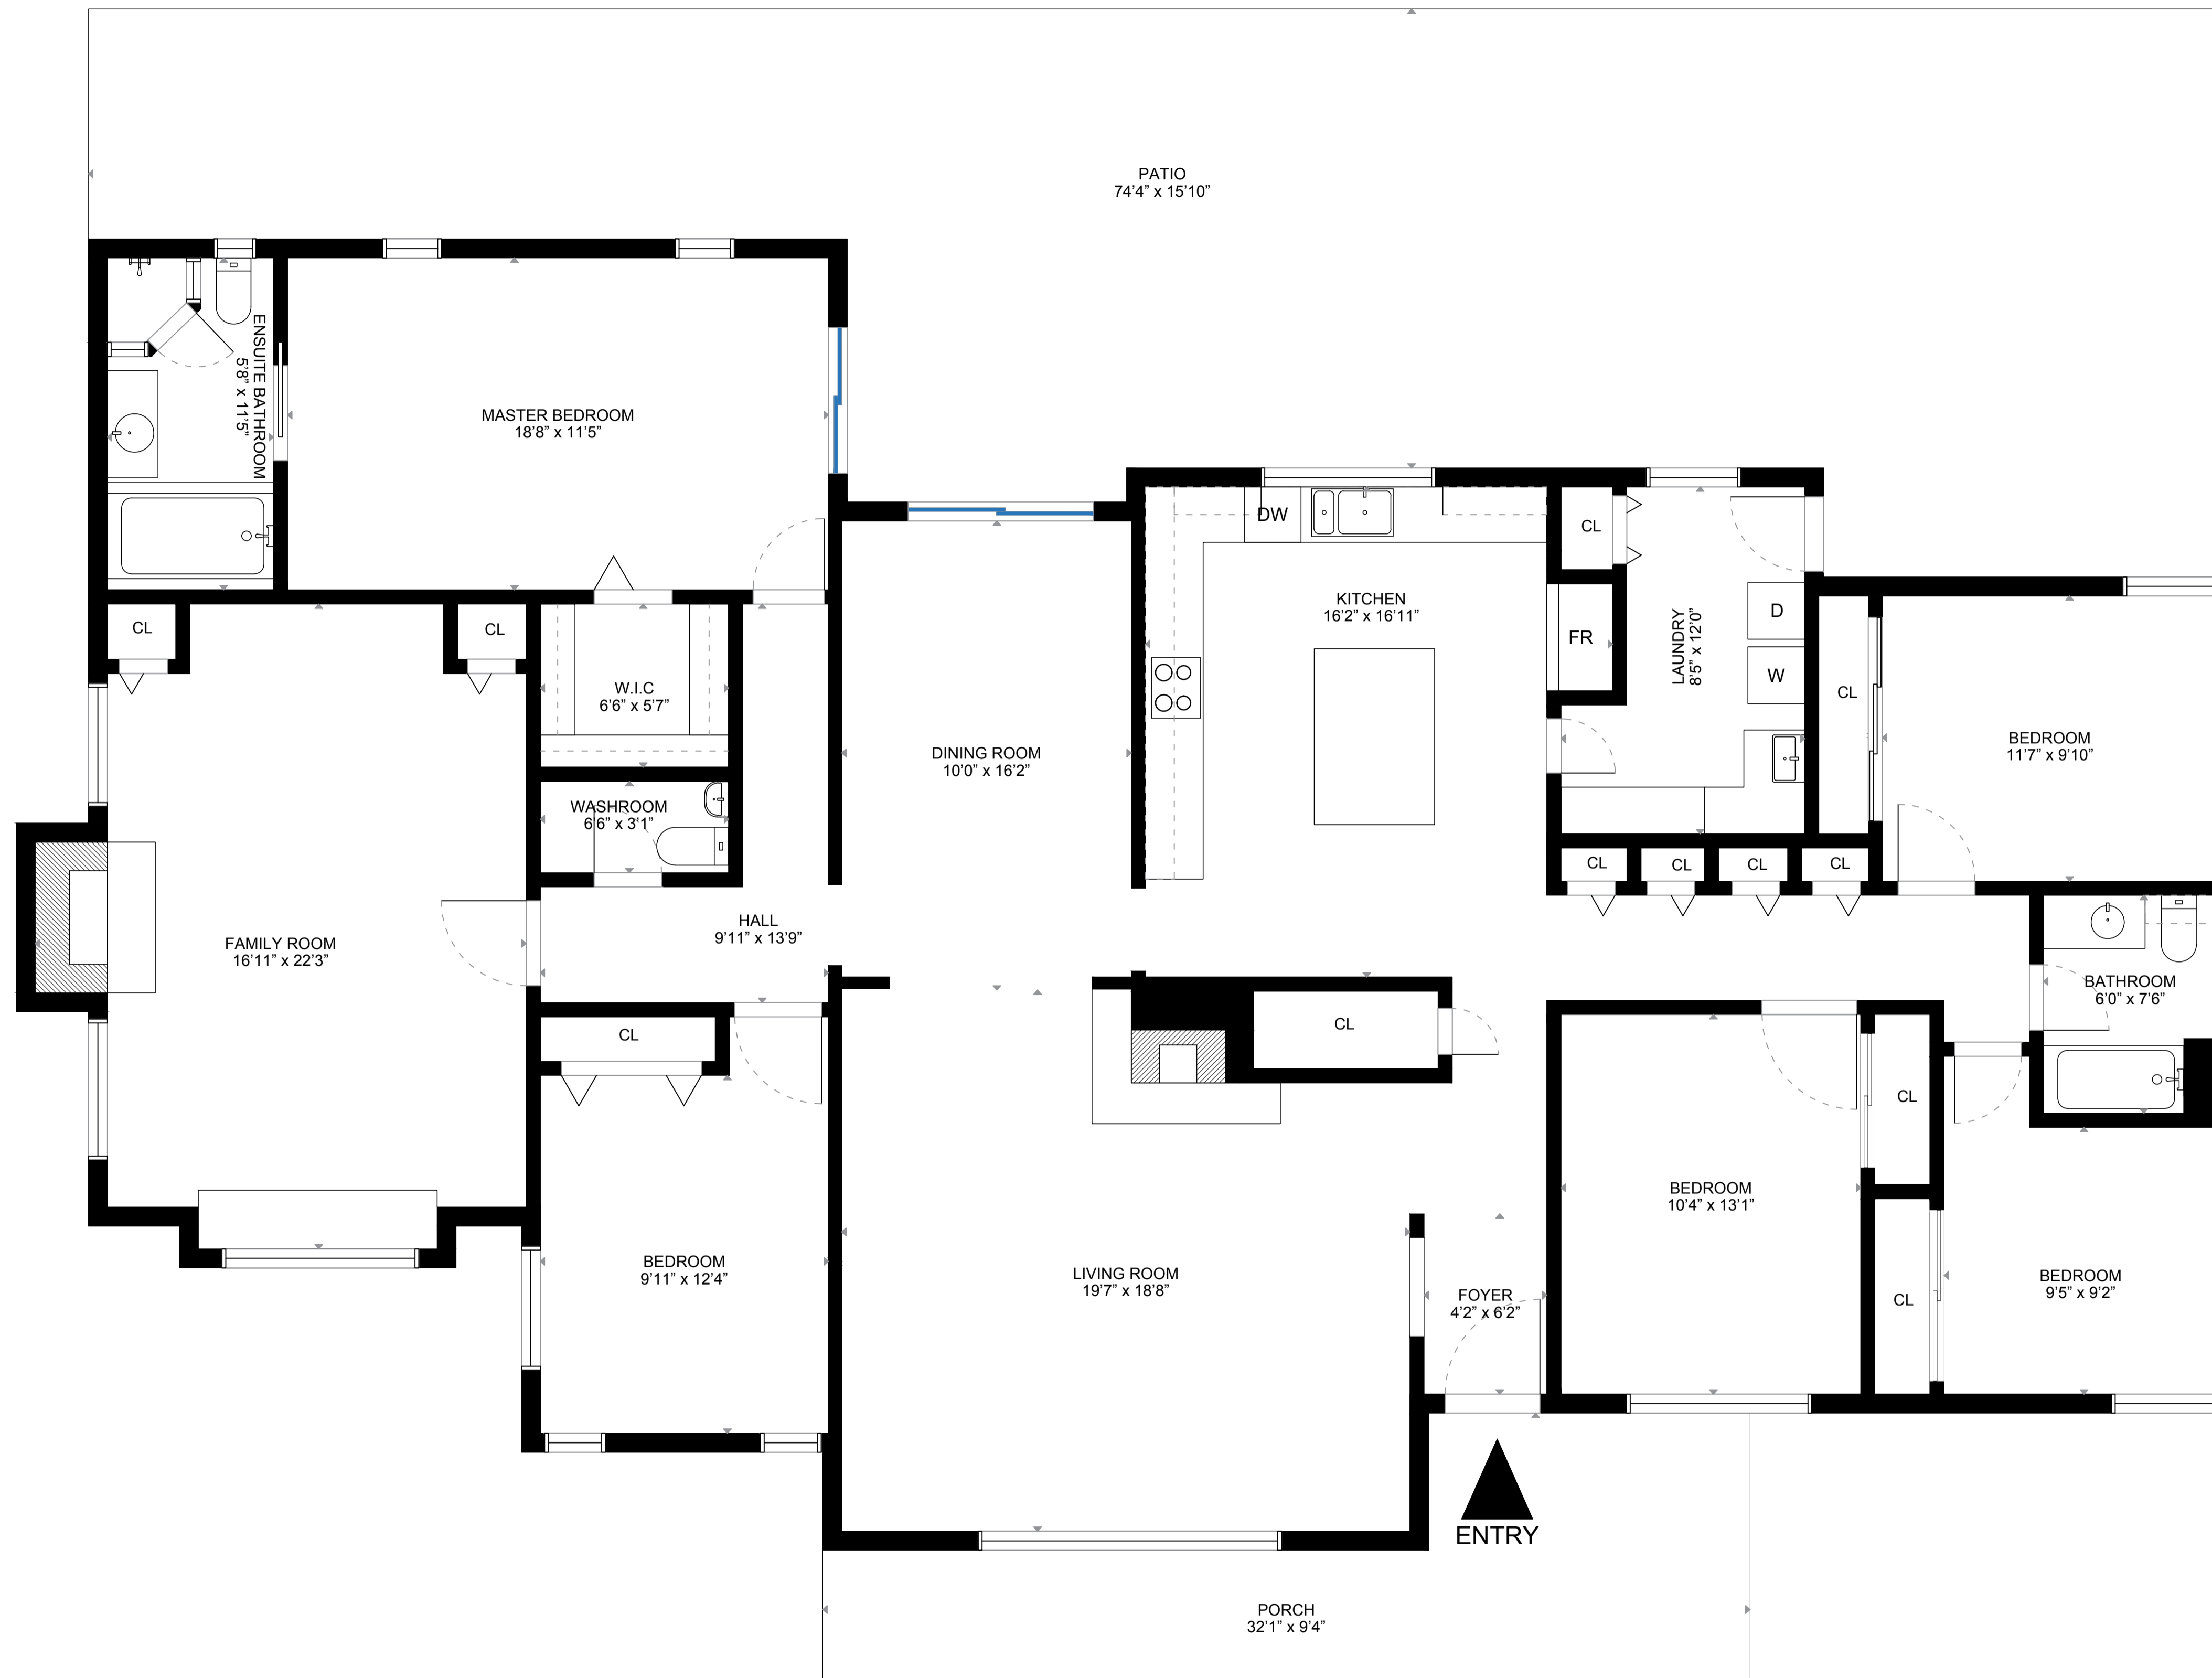 PATIO
74'4” x 15'10”
ENSUITE BATHROOM
5'8” x 11'5”
MASTER BEDROOM
18'8” x 11'5”
DW
CL
KITCHEN
16'2” x 16'11”
FR
LAUNDRY
8'5” x 12'0”
D
W
CL
BEDROOM
11'7” x 9'10”
CL
CL
W.I.C
6'6” x 5'7”
DINING ROOM
10'0” x 16'2”
WASHROOM
6'6” x 3'1”
CL
CL
CL
CL
HALL
9'11” x 13'9”
FAMILY ROOM
16'11” x 22'3”
BATHROOM
6'0” x 7'6”
CL
CL
CL
BEDROOM
10'4” x 13'1”
BEDROOM
9'11” x 12'4”
LIVING ROOM
19'7” x 18'8”
FOYER
4'2” x 6'2”
CL
BEDROOM
9'5” x 9'2”
ENTRY
PORCH
32'1” x 9'4”